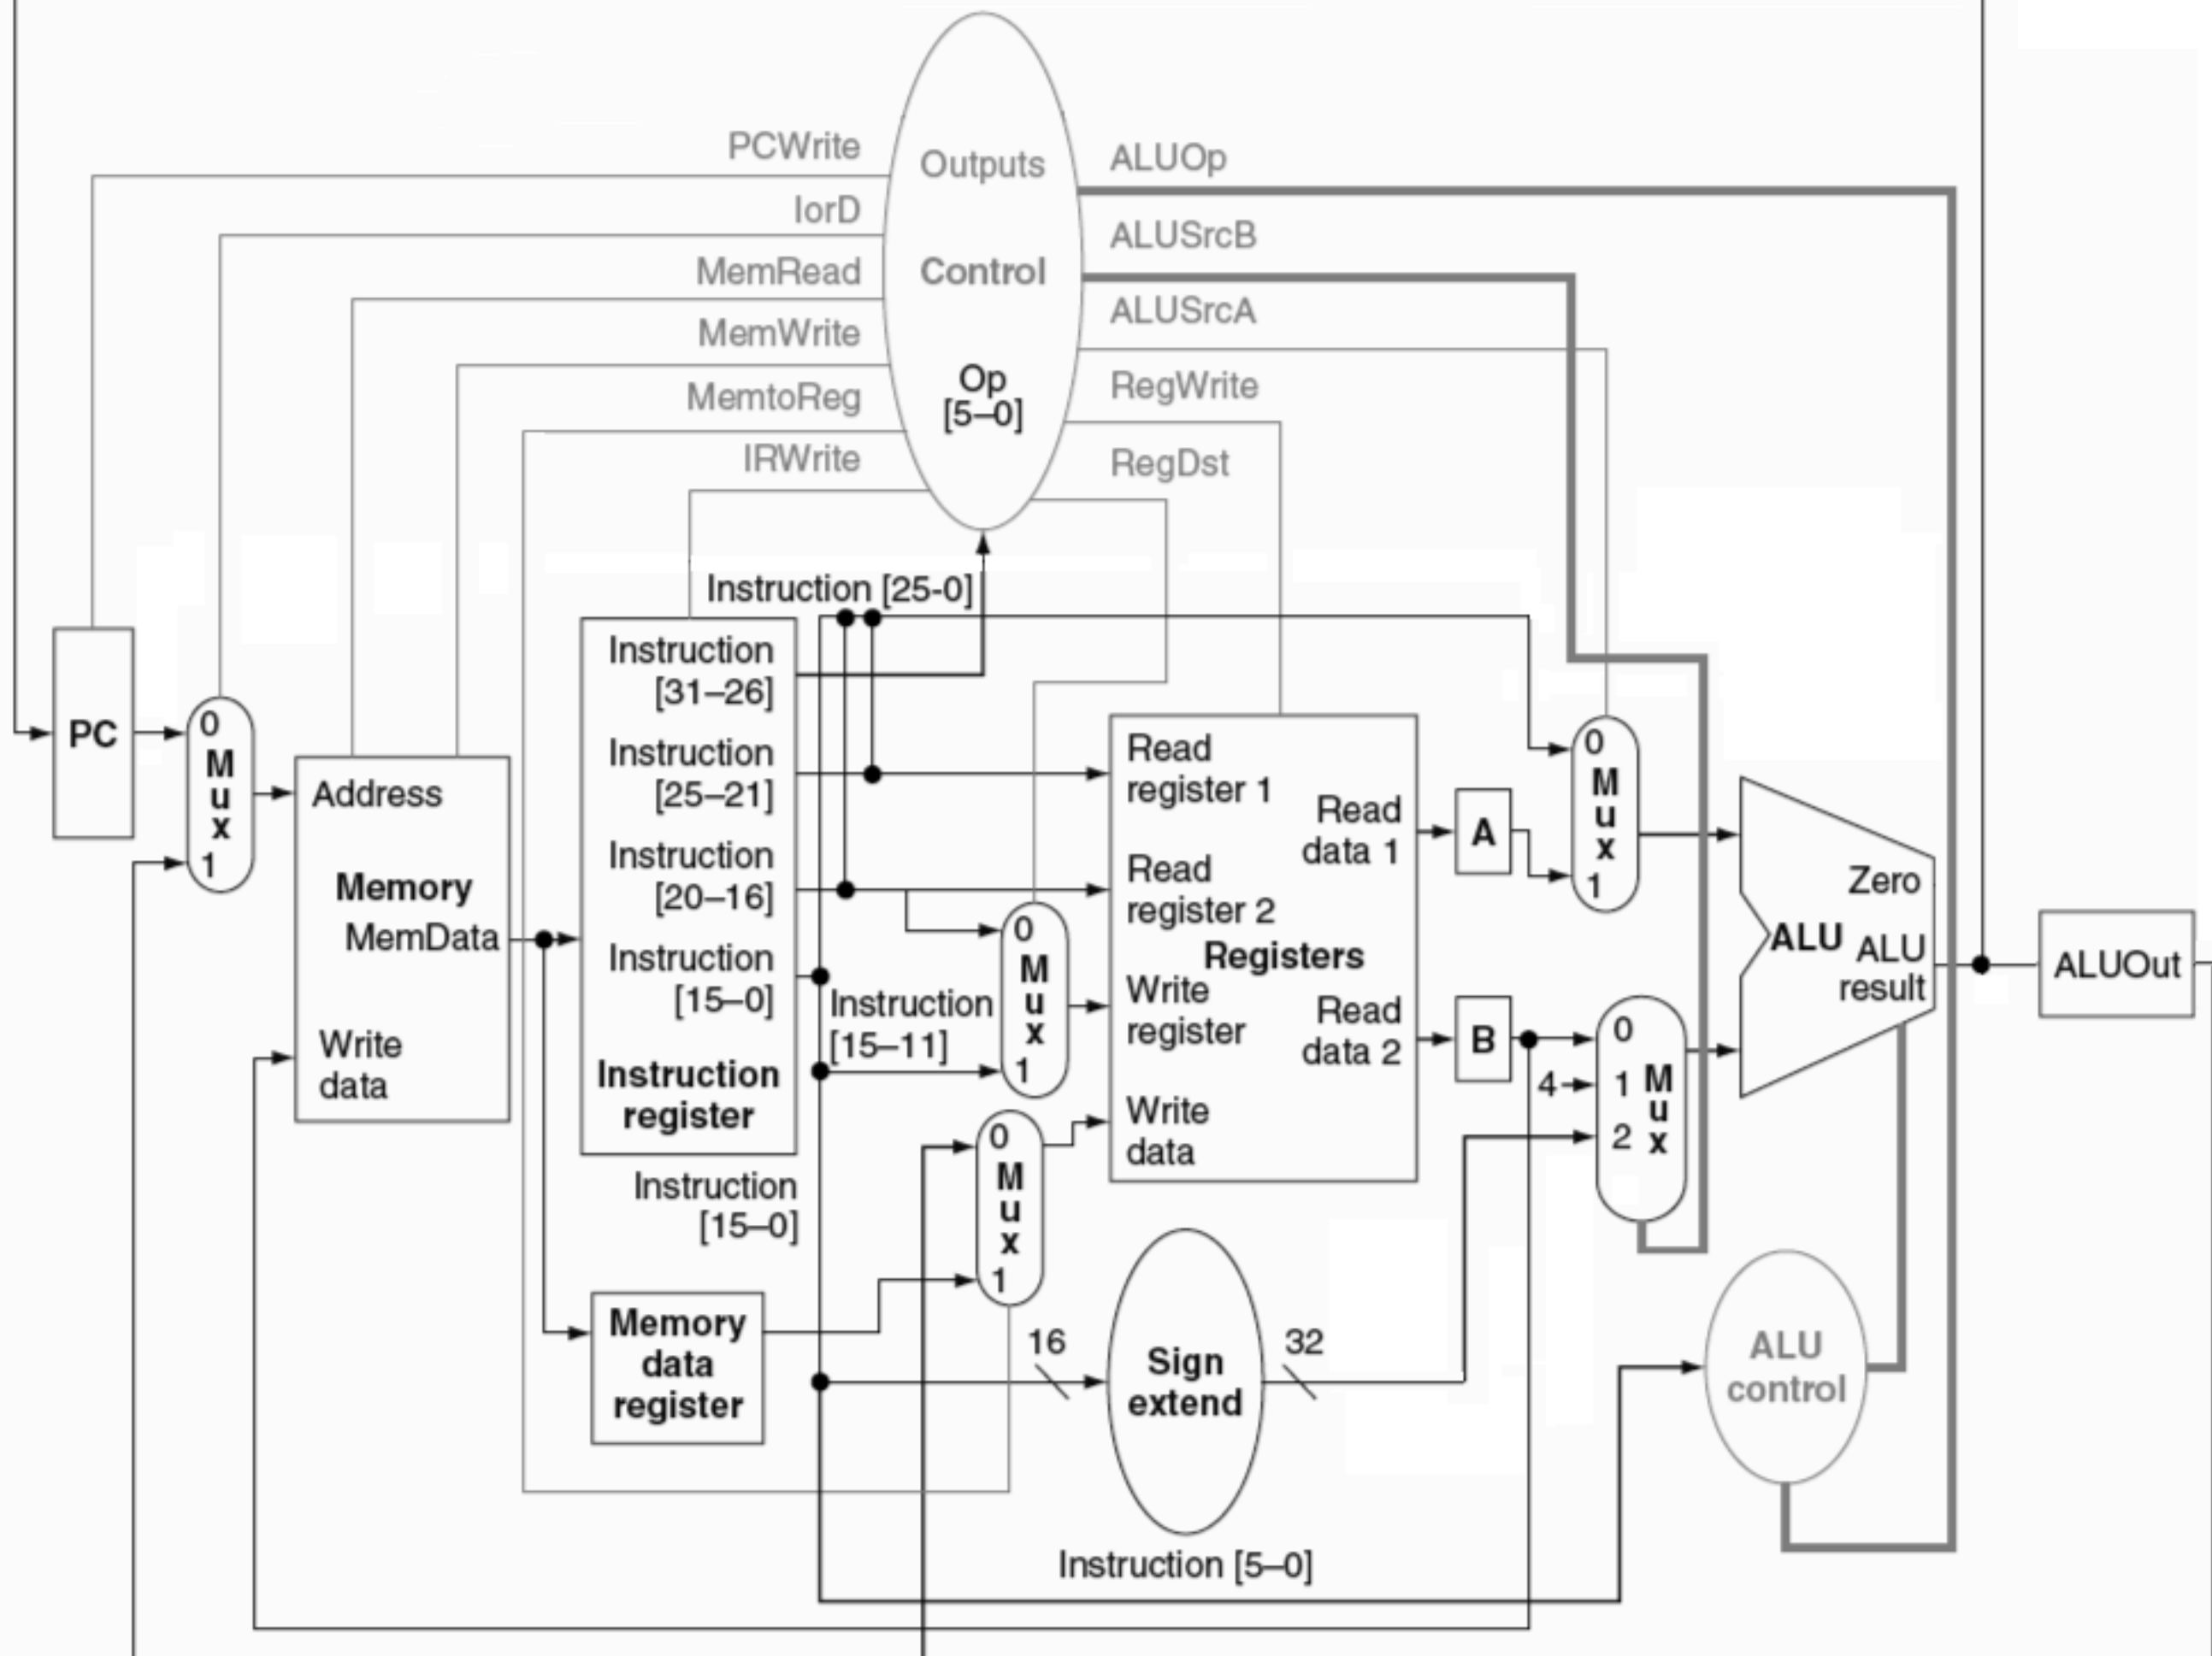 PCWrite
IorD
MemRead
MemWrite
MemtoReg
IRWrite
Outputs
Control
Op
[5–0]
ALUOp
ALUSrcB
ALUSrcA
RegWrite
RegDst
PC
0
M
u
x
1
Address
Memory
MemData
Write
data
Instruction [25-0]
Instruction
[31–26]
Instruction
[25–21]
Instruction
[20–16]
Instruction
[15–0]
Instruction
register
Instruction
[15–0]
Memory
data
register
Instruction
[15–11]
0
M
u
x
1
0
M
u
x
1
Read
register 1
Read
register 2
Registers
Write
register
Write
data
Read
data 1
Read
data 2
16
Sign
extend
32
Instruction [5–0]
A
B
4
0
M
u
x
1
0
1
2
M
u
x
Zero
ALU
ALU
result
ALUOut
ALU
control